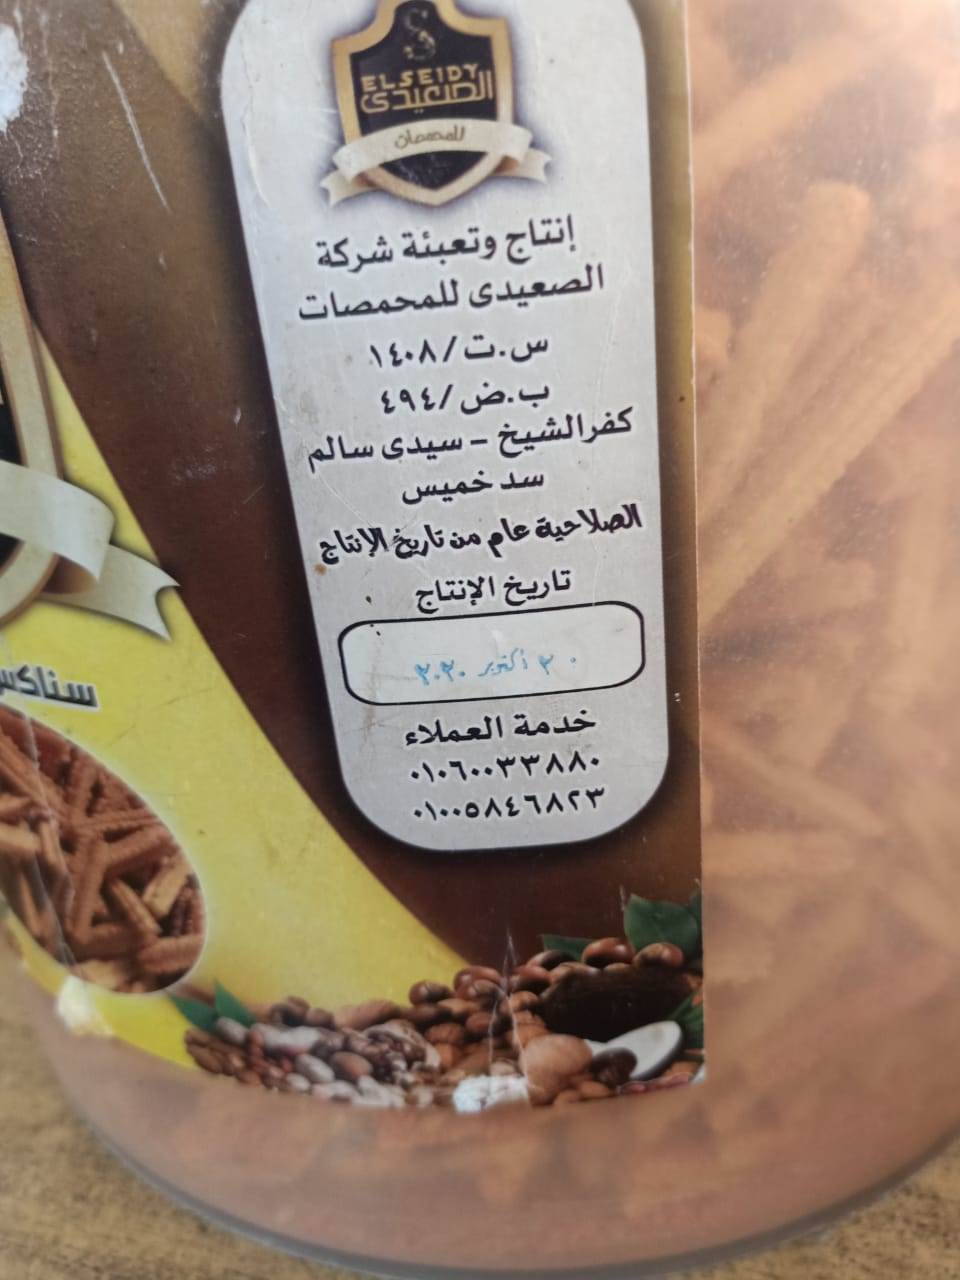 ELSEIDY
الصعيدى
للمحمصات
إنتاج وتعبئة شركة
الصعيدى للمحمصات
س.ت/١٤٠٨
ب.ض/٤٩٤
كفرالشيخ - سيدى سالم
سد خميس
الصلاحية عام من تاريخ الإنتاج
تاريخ الإنتاج
٢٠ أكتوبر ٢٠٢٠
خدمة العملاء
٠١٠٦٠٠٣٣٨٨٠
٠١٠٠٥٨٤٦٨٢٣
سناكس